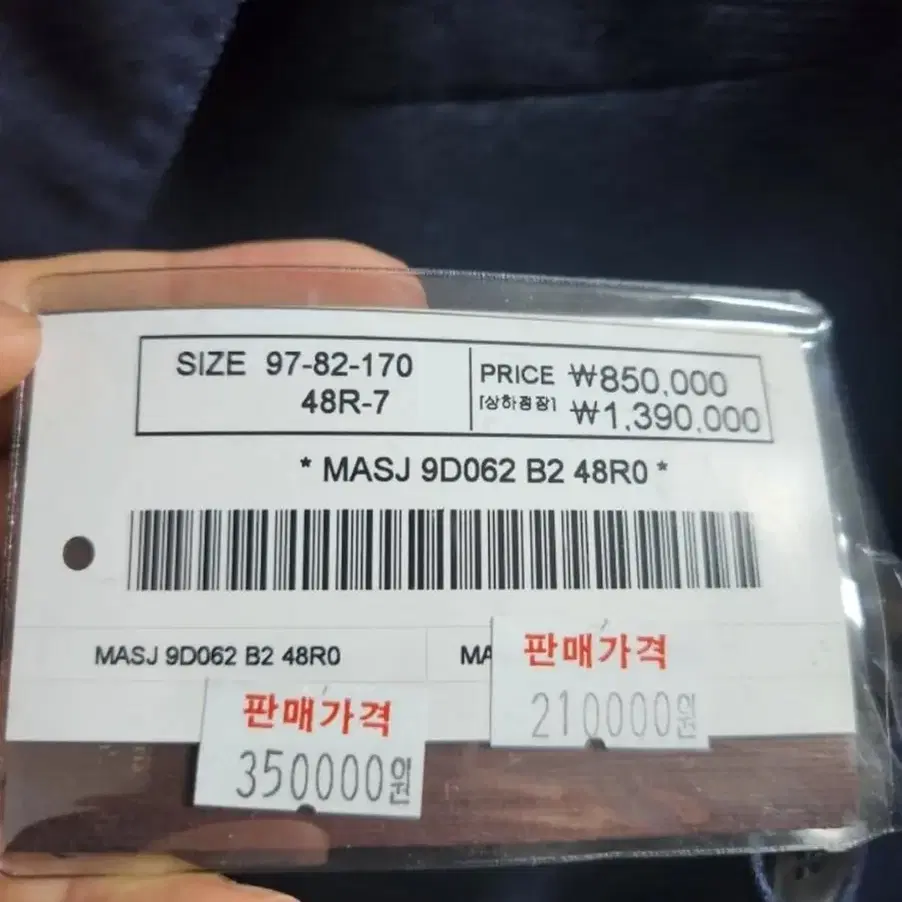 SIZE 97-82-170
48R-7
PRICE ₩850,000
[상하정장] ₩1,390,000
* MASJ 9D062 B2 48R0 *
MASJ 9D062 B2 48R0
판매가격
210000원
판매가격
350000원